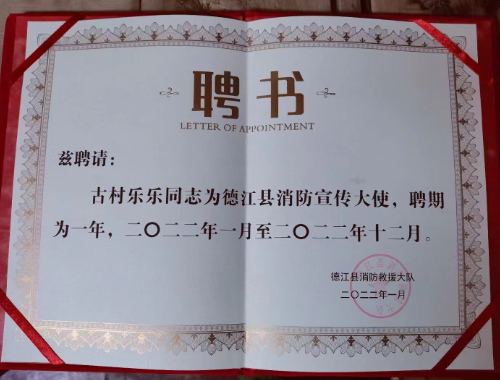 聘书
LETTER OF APPOINTMENT
兹聘请：
古村乐乐同志为德江县消防宣传大使，聘期
为一年，二〇二二年一月至二〇二二年十二月。
德江县消防救援大队
二〇二二年一月